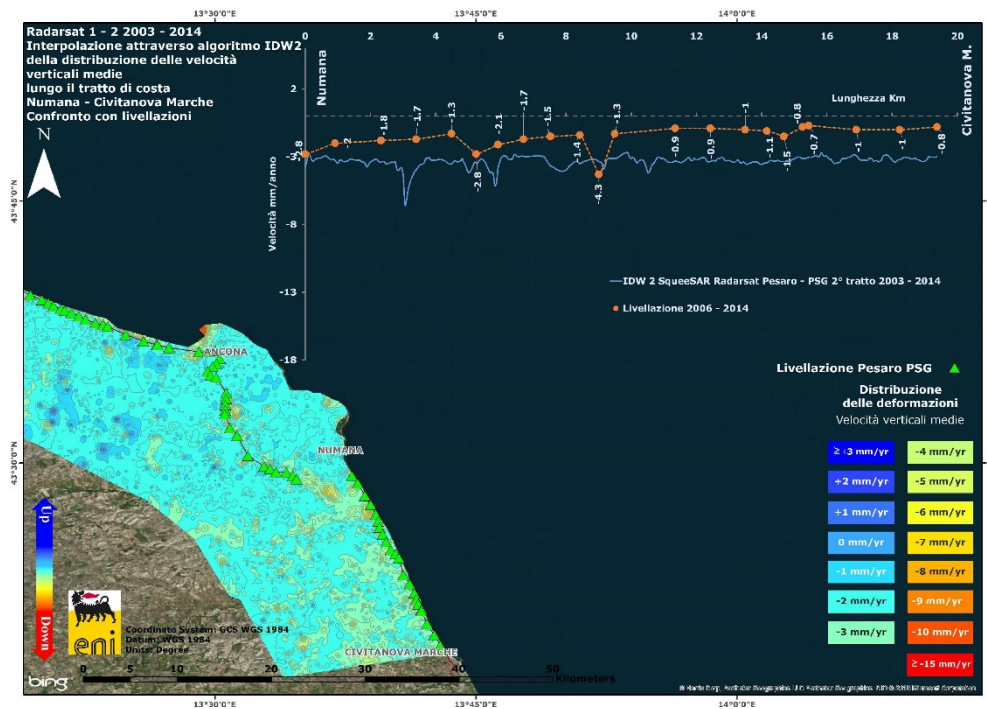 13°30'0"E
13°45'0"E
14°0'0"E
Radarsat 1 - 2 2003 - 2014
Interpolazione attraverso algoritmo IDW2
della distribuzione delle velocità
verticali medie
lungo il tratto di costa
Numana - Civitanova Marche
Confronto con livellazioni
N
0 2 4 6 8 10 12 14 16 18 20
Numana
Civitanova M.
Lunghezza Km
Velocità mm/anno
2
-3
-8
-13
-18
-2.8
-2
-1.8
-1.7
-1.3
-2.8
-2.1
-1.7
-1.5
-1.4
-4.3
-1.3
-0.9
-0.9
-1
-1.1
-1.5
-0.8
-0.7
-1
-1
-0.8
IDW 2 SqueeSAR Radarsat Pesaro - PSG 2° tratto 2003 - 2014
Livellazione 2006 - 2014
43°45'0"N
43°30'0"N
ANCONA
NUMANA
CIVITANOVA MARCHE
Livellazione Pesaro PSG
Distribuzione
delle deformazioni
Velocità verticali medie
≥ +3 mm/yr
+2 mm/yr
+1 mm/yr
0 mm/yr
-1 mm/yr
-2 mm/yr
-3 mm/yr
-4 mm/yr
-5 mm/yr
-6 mm/yr
-7 mm/yr
-8 mm/yr
-9 mm/yr
-10 mm/yr
≥ -15 mm/yr
Up
Down
eni
Coordinate System: GCS WGS 1984
Datum: WGS 1984
Units: Degree
0 5 10 20 30 40 50
Kilometers
bing
13°30'0"E
13°45'0"E
14°0'0"E